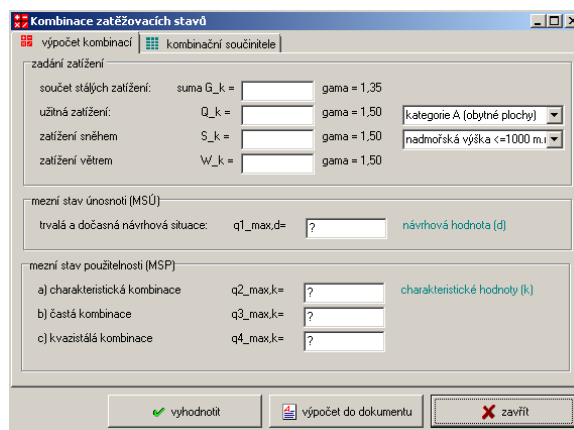 Kombinace zatěžovacích stavů
výpočet kombinací kombinační součinitele
zadání zatížení
součet stálých zatížení: suma G_k = gama = 1,35
užitná zatížení: Q_k = gama = 1,50 kategorie A (obytné plochy)
zatížení sněhem S_k = gama = 1,50 nadmořská výška <=1000 m.
zatížení větrem W_k = gama = 1,50
mezní stav únosnoti (MSÚ)
trvalá a dočasná návrhová situace: q1_max,d= ? návrhová hodnota (d)
mezní stav použitelnosti (MSP)
a) charakteristická kombinace q2_max,k= ? charakteristické hodnoty (k)
b) častá kombinace q3_max,k= ?
c) kvazistálá kombinace q4_max,k= ?
vyhodnotit výpočet do dokumentu zavřít